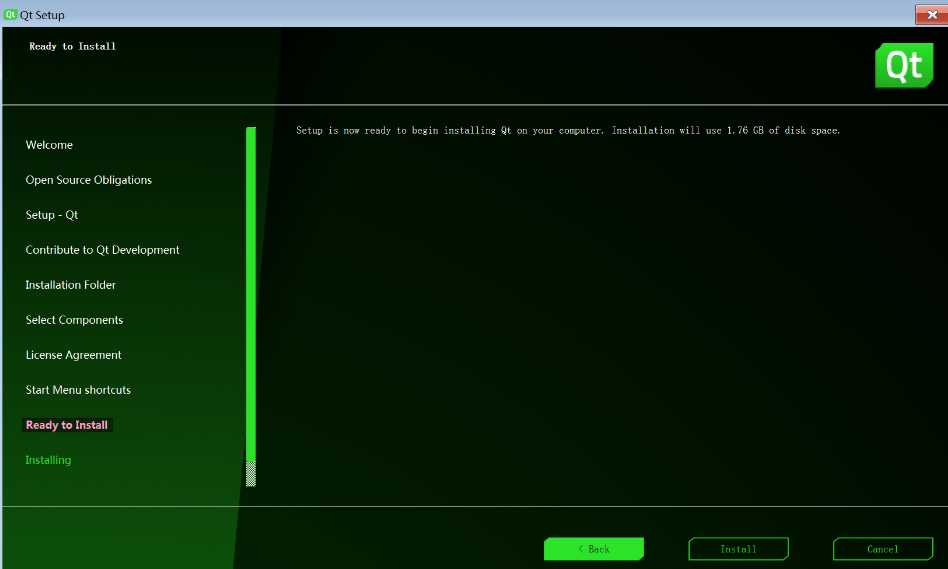 Qt Qt Setup
Ready to Install
Qt
Setup is now ready to begin installing Qt on your computer. Installation will use 1.76 GB of disk space.
Welcome
Open Source Obligations
Setup - Qt
Contribute to Qt Development
Installation Folder
Select Components
License Agreement
Start Menu shortcuts
Ready to Install
Installing
< Back
Install
Cancel